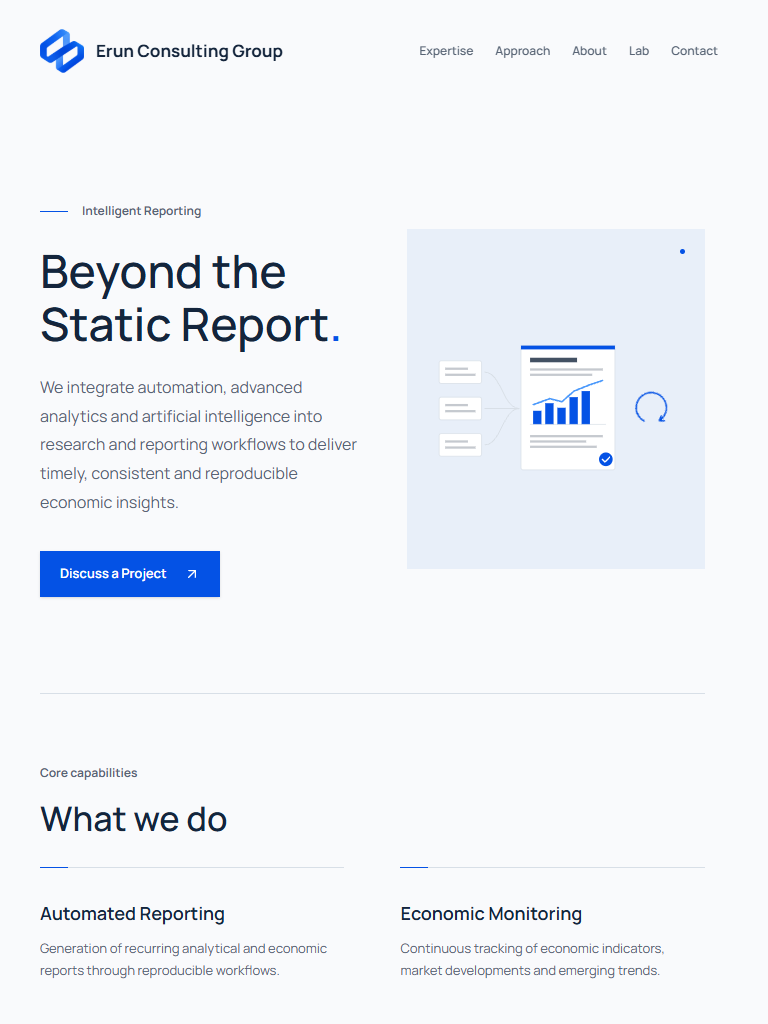 Erun Consulting Group
Expertise
Approach
About
Lab
Contact
Intelligent Reporting
Beyond the
Static Report.
We integrate automation, advanced
analytics and artificial intelligence into
research and reporting workflows to deliver
timely, consistent and reproducible
economic insights.
Discuss a Project
Core capabilities
What we do
Automated Reporting
Generation of recurring analytical and economic
reports through reproducible workflows.
Economic Monitoring
Continuous tracking of economic indicators,
market developments and emerging trends.